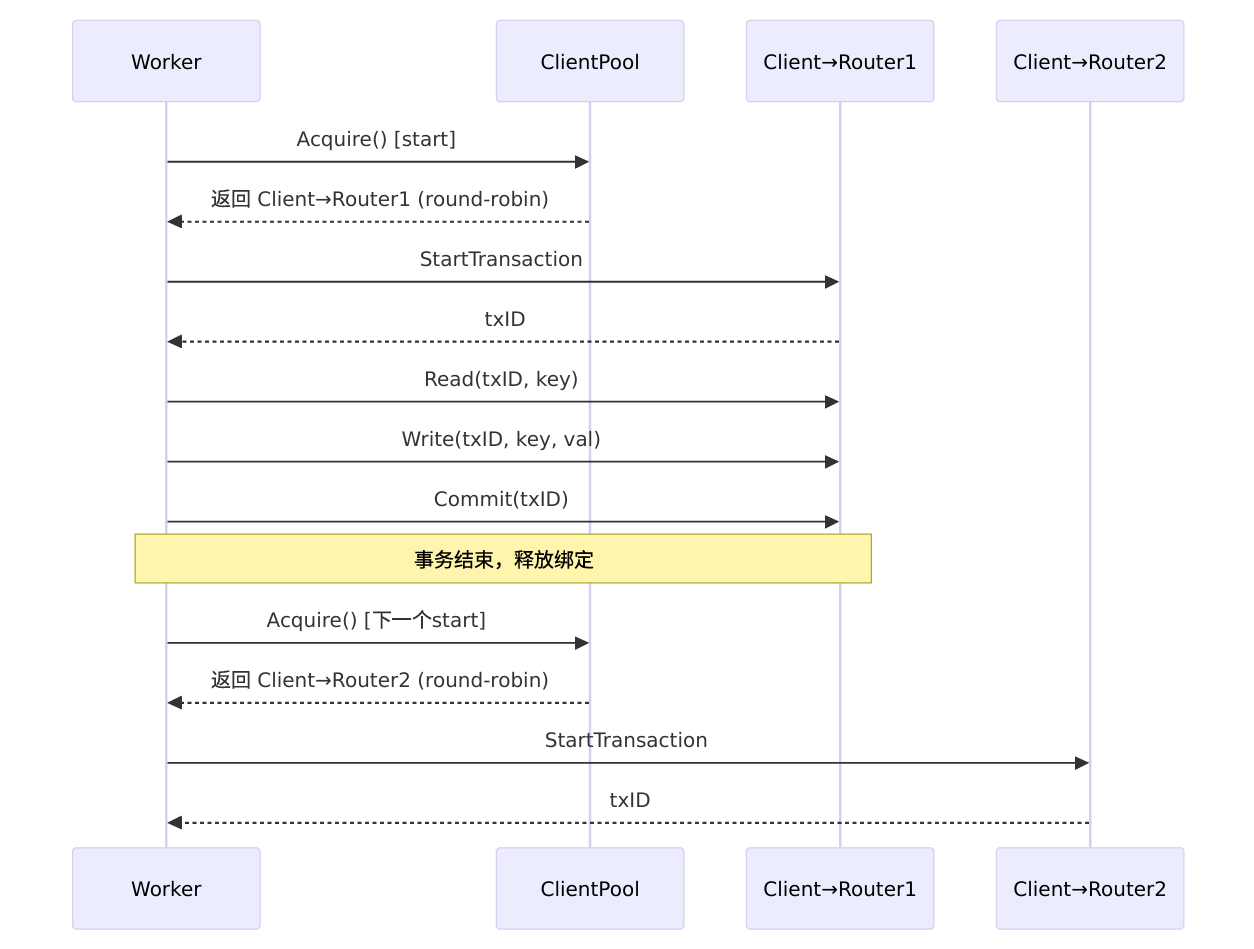 Worker
ClientPool
Client→Router1
Client→Router2
Acquire() [start]
返回 Client→Router1 (round-robin)
StartTransaction
txID
Read(txID, key)
Write(txID, key, val)
Commit(txID)
事务结束，释放绑定
Acquire() [下一个start]
返回 Client→Router2 (round-robin)
StartTransaction
txID
Worker
ClientPool
Client→Router1
Client→Router2